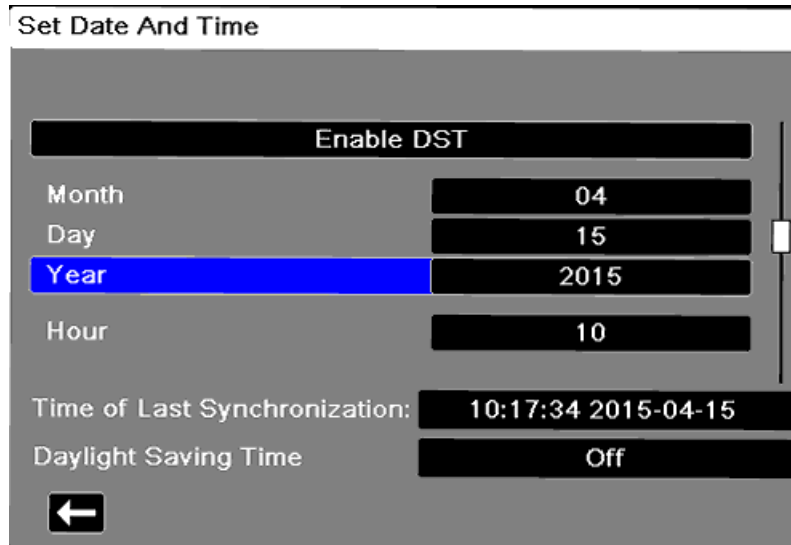 Set Date And Time
Enable DST
Month 04
Day 15
Year 2015
Hour 10
Time of Last Synchronization: 10:17:34 2015-04-15
Daylight Saving Time Off